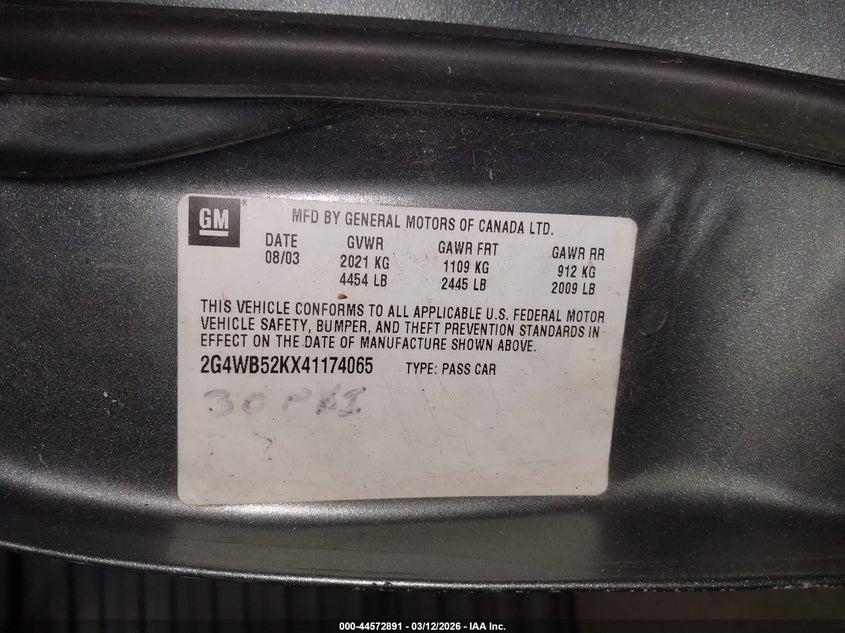 GM
MFD BY GENERAL MOTORS OF CANADA LTD.
DATE GVWR GAWR FRT GAWR RR
08/03 2021 KG 1109 KG 912 KG
4454 LB 2445 LB 2009 LB
THIS VEHICLE CONFORMS TO ALL APPLICABLE U.S. FEDERAL MOTOR
VEHICLE SAFETY, BUMPER, AND THEFT PREVENTION STANDARDS IN
EFFECT ON THE DATE OF MANUFACTURE SHOWN ABOVE.
2G4WB52KX41174065 TYPE: PASS CAR
30
000-44572891 - 03/12/2026 - IAA Inc.